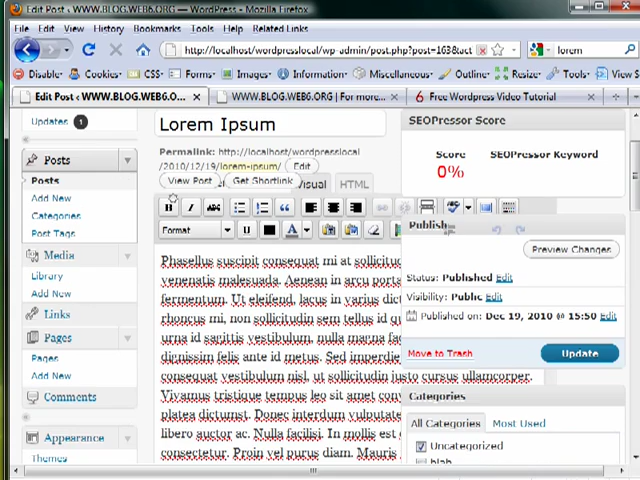 Edit Post ‹ WWW.BLOG.WEB6.ORG — WordPress - Mozilla Firefox
File Edit View History Bookmarks Tools Related Links
http://localhost/wordpresslocal/wp-admin/post.php?post=163&act
lorem
Disable Cookies CSS Forms Images Information Miscellaneous Outline Resize Tools View S
Edit Post ‹ WWW.BLOG.WEB6.O...
WWW.BLOG.WEB6.ORG | For more...
6 Free Wordpress Video Tutorial
Updates 1
Posts
Posts
Add New
Categories
Post Tags
Media
Library
Add New
Links
Pages
Pages
Add New
Comments
Appearance
Themes
Lorem Ipsum
Permalink: http://localhost/wordpresslocal
/2010/12/19/lorem-ipsum/ Edit
View Post Get Shortlink
Visual HTML
B I ABC
Format U A
Phasellus suscipit consequat mi at sollicitu
venenatis malesuada. Aenean in arcu porta
fermentum. Ut eleifend, lacus in varius dict
rhoncus mi, non sollicitudin sem tellus id q
urna id sagittis vestibulum, nulla magna fa
dignissim felis ante id metus. Sed imperdie
consequat vestibulum nisl, ut sollicitudin justo cursus ullamcorper.
Vivamus tristique tempus leo sit amet conv
platea dictumst. Donec interdum vulputate
libero auctor ac. Nulla facilisi. In mollis est
consectetur. Proin vel purus diam. Mauris
SEOPressor Score
Score SEOPressor Keyword
0%
Publish
Preview Changes
Status: Published Edit
Visibility: Public Edit
Published on: Dec 19, 2010 @ 15:50 Edit
Move to Trash Update
Categories
All Categories Most Used
Uncategorized
blah